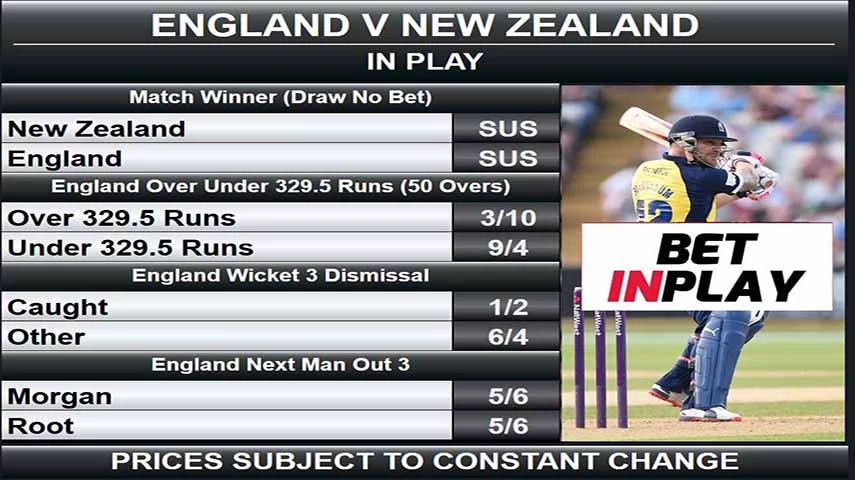 ENGLAND V NEW ZEALAND
IN PLAY
Match Winner (Draw No Bet)
New Zealand SUS
England SUS
England Over Under 329.5 Runs (50 Overs)
Over 329.5 Runs 3/10
Under 329.5 Runs 9/4
England Wicket 3 Dismissal
Caught 1/2
Other 6/4
England Next Man Out 3
Morgan 5/6
Root 5/6
BET
INPLAY
NatWest
NatWest
NatWest
PRICES SUBJECT TO CONSTANT CHANGE